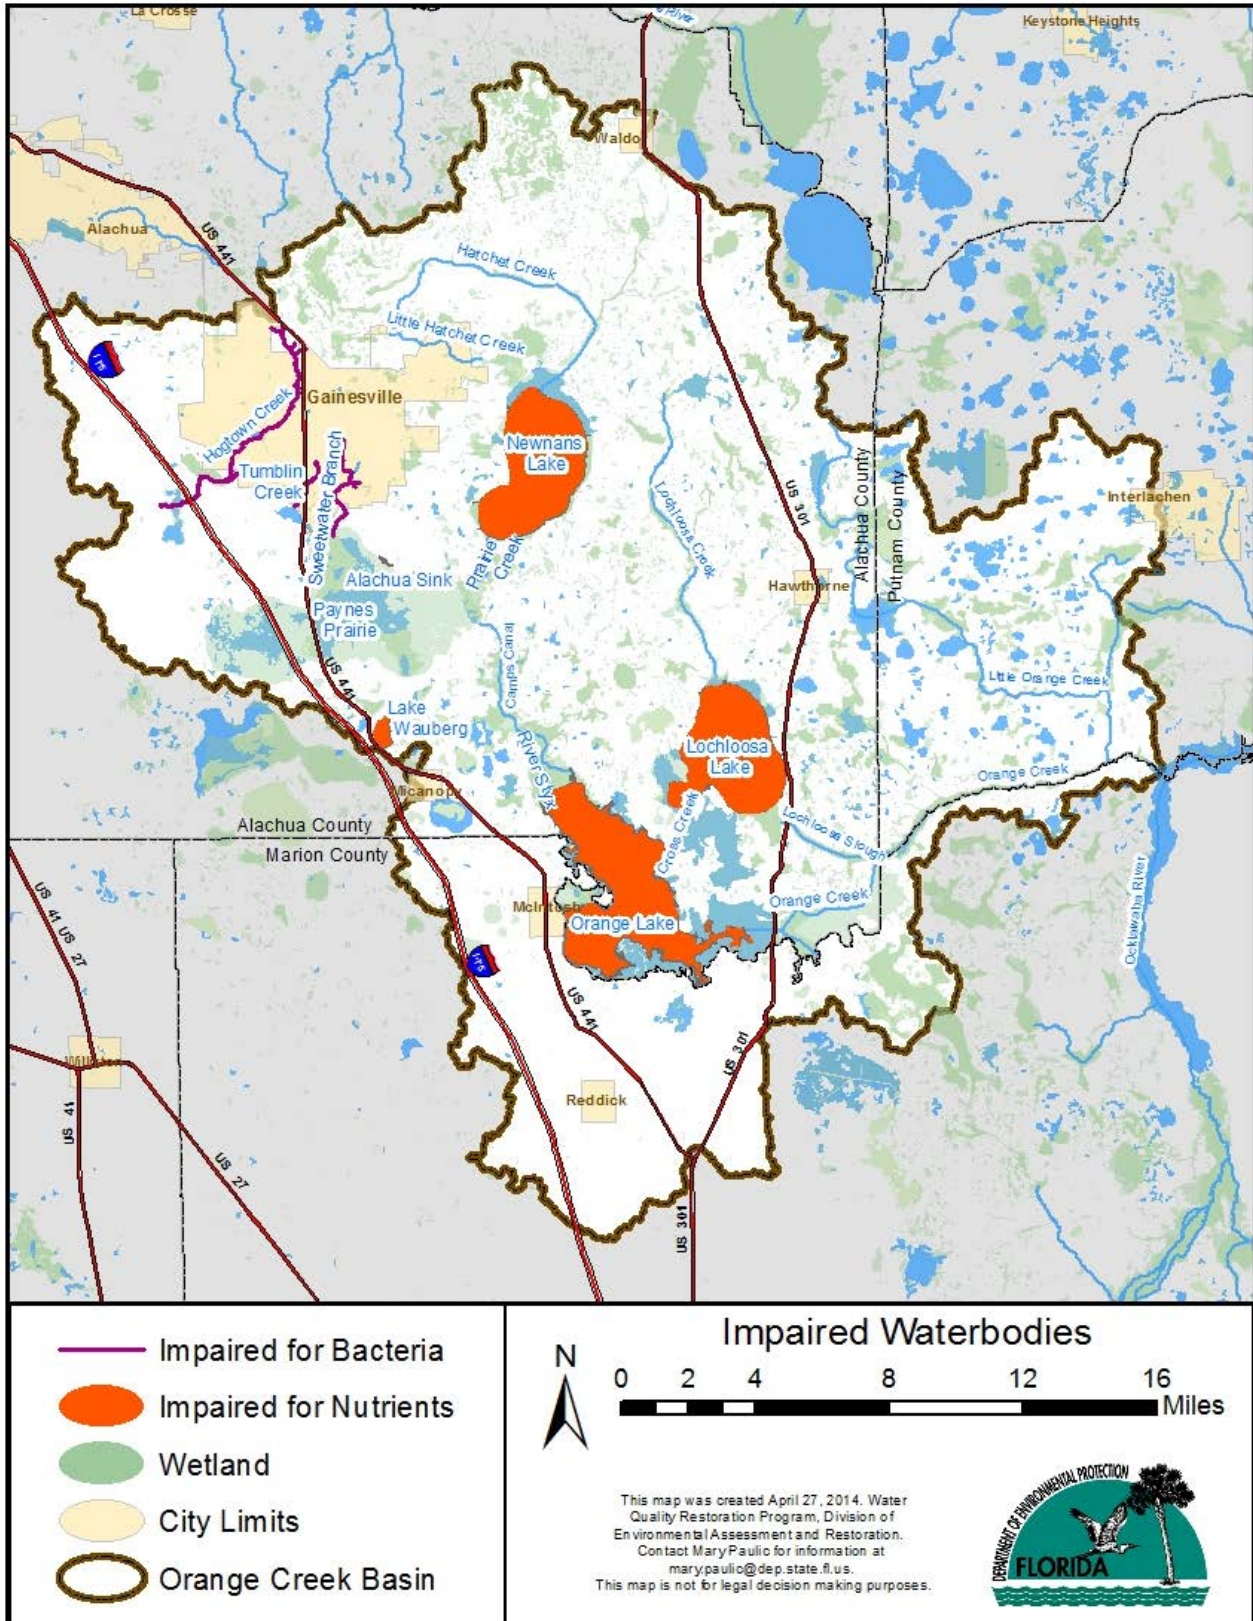 La Crosse
River
Keystone Heights
Waldo
Alachua
US 441
Hatchet Creek
Little Hatchet Creek
I-75
Gainesville
Hogtown Creek
Newnans
Lake
Tumblin
Creek
Sweetwater Branch
Lochloosa Creek
US 301
Alachua County
Putnam County
Interlachen
Prairie
Creek
Alachua Sink
Hawthorne
Paynes
Prairie
Camps Canal
US 441
Little Orange Creek
Lake
Wauberg
River Styx
Lochloosa
Lake
Orange Creek
Micanopy
Alachua County
Marion County
Cross Creek
Lochloosa Slough
US 41 US 27
McIntosh
Orange Lake
Orange Creek
Ocklawaha River
I-75
US 441
US 301
Williston
Reddick
US 41
US 27
US 301
Impaired for Bacteria
Impaired for Nutrients
Wetland
City Limits
Orange Creek Basin
Impaired Waterbodies
N
0 2 4 8 12 16
Miles
This map was created April 27, 2014. Water
Quality Restoration Program, Division of
Environmental Assessment and Restoration.
Contact Mary Paulic for information at
mary.paulic@dep.state.fl.us.
This map is not for legal decision making purposes.
DEPARTMENT OF ENVIRONMENTAL PROTECTION
FLORIDA